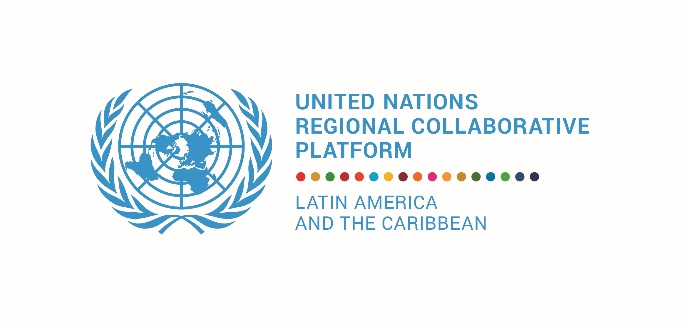 UNITED NATIONS
REGIONAL COLLABORATIVE
PLATFORM
LATIN AMERICA
AND THE CARIBBEAN